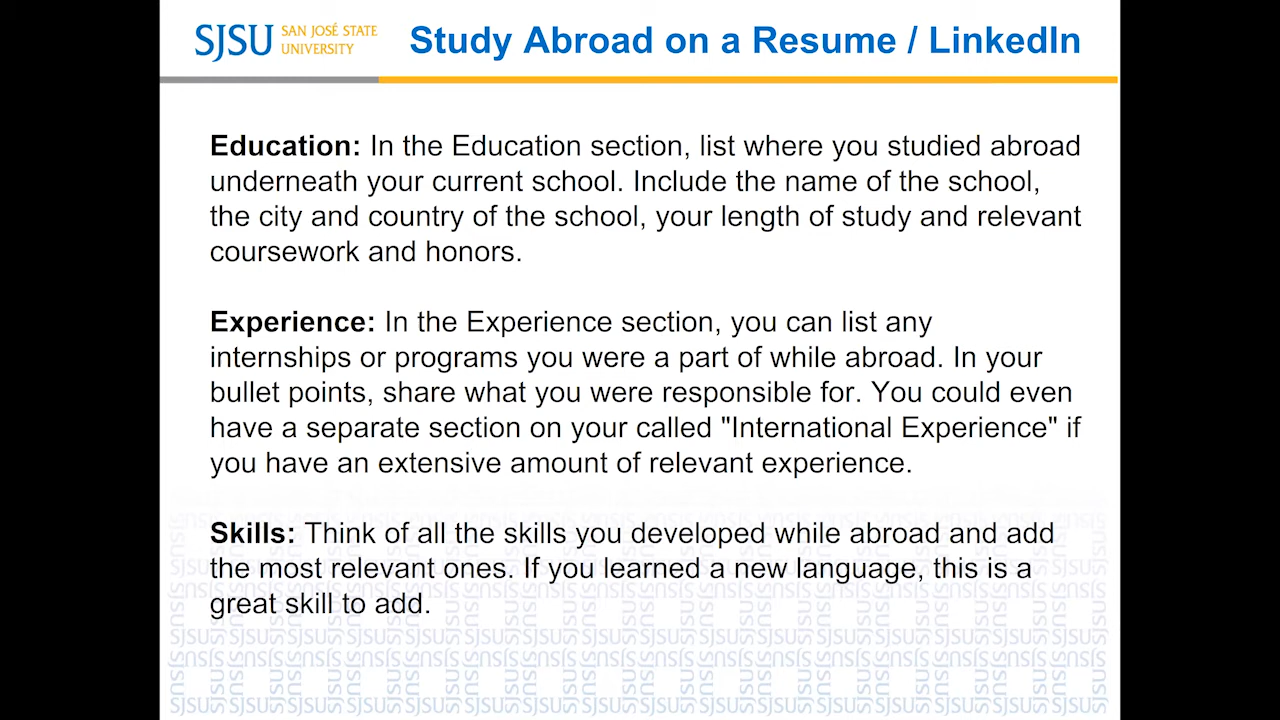 SJSU SAN JOSÉ STATE
UNIVERSITY
Study Abroad on a Resume / LinkedIn
Education: In the Education section, list where you studied abroad
underneath your current school. Include the name of the school,
the city and country of the school, your length of study and relevant
coursework and honors.
Experience: In the Experience section, you can list any
internships or programs you were a part of while abroad. In your
bullet points, share what you were responsible for. You could even
have a separate section on your called "International Experience" if
you have an extensive amount of relevant experience.
Skills: Think of all the skills you developed while abroad and add
the most relevant ones. If you learned a new language, this is a
great skill to add.